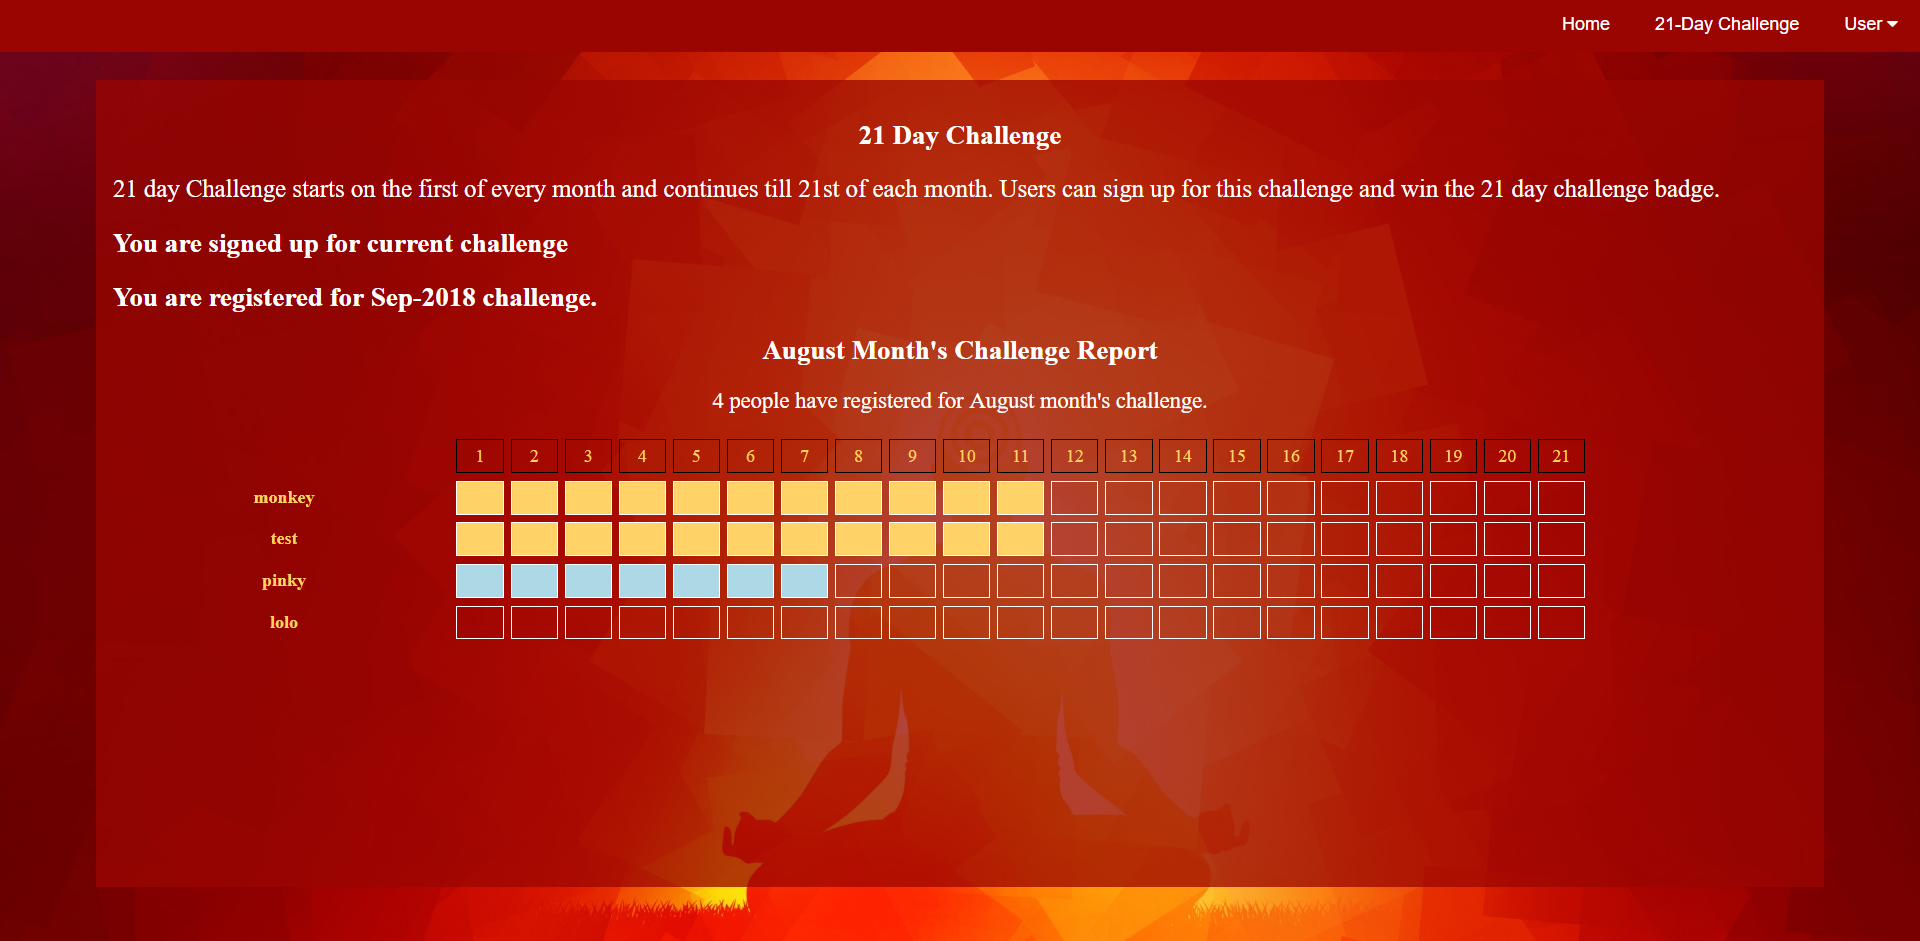 Home 21-Day Challenge User
21 Day Challenge
21 day Challenge starts on the first of every month and continues till 21st of each month. Users can sign up for this challenge and win the 21 day challenge badge.
You are signed up for current challenge
You are registered for Sep-2018 challenge.
August Month's Challenge Report
4 people have registered for August month's challenge.
1 2 3 4 5 6 7 8 9 10 11 12 13 14 15 16 17 18 19 20 21
monkey
test
pinky
lolo